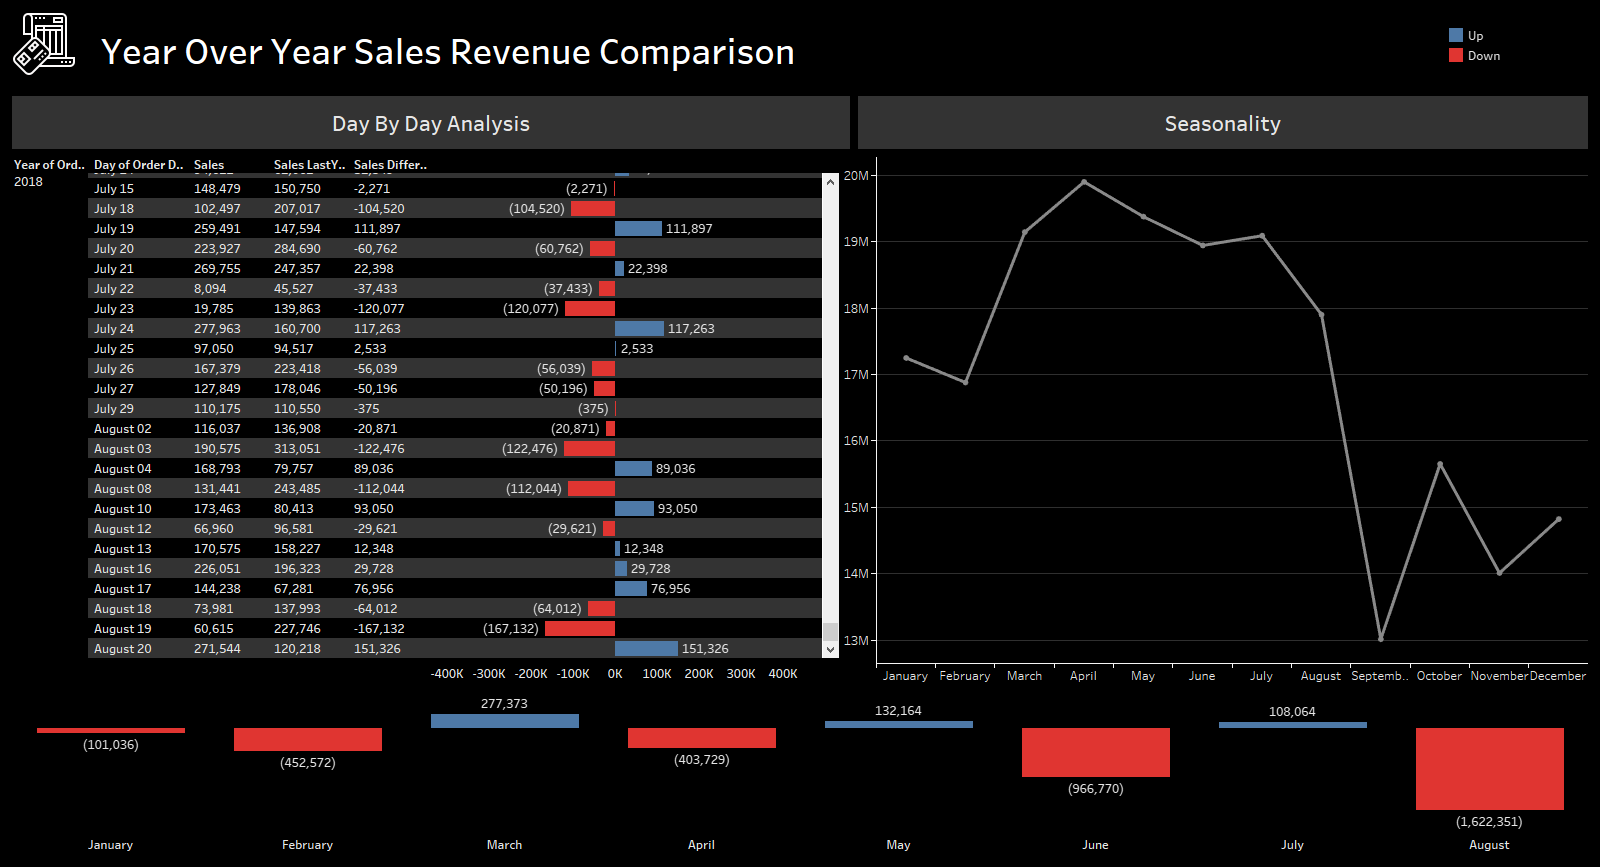 Year Over Year Sales Revenue Comparison
Up
Down
Day By Day Analysis
Seasonality
Year of Ord.. Day of Order D.. Sales Sales LastY.. Sales Differ..
2018
July 15 148,479 150,750 -2,271 (2,271)
July 18 102,497 207,017 -104,520 (104,520)
July 19 259,491 147,594 111,897 111,897
July 20 223,927 284,690 -60,762 (60,762)
July 21 269,755 247,357 22,398 22,398
July 22 8,094 45,527 -37,433 (37,433)
July 23 19,785 139,863 -120,077 (120,077)
July 24 277,963 160,700 117,263 117,263
July 25 97,050 94,517 2,533 2,533
July 26 167,379 223,418 -56,039 (56,039)
July 27 127,849 178,046 -50,196 (50,196)
July 29 110,175 110,550 -375 (375)
August 02 116,037 136,908 -20,871 (20,871)
August 03 190,575 313,051 -122,476 (122,476)
August 04 168,793 79,757 89,036 89,036
August 08 131,441 243,485 -112,044 (112,044)
August 10 173,463 80,413 93,050 93,050
August 12 66,960 96,581 -29,621 (29,621)
August 13 170,575 158,227 12,348 12,348
August 16 226,051 196,323 29,728 29,728
August 17 144,238 67,281 76,956 76,956
August 18 73,981 137,993 -64,012 (64,012)
August 19 60,615 227,746 -167,132 (167,132)
August 20 271,544 120,218 151,326 151,326
-400K -300K -200K -100K 0K 100K 200K 300K 400K
20M
19M
18M
17M
16M
15M
14M
13M
January February March April May June July August Septemb.. October November December
277,373 132,164 108,064
(101,036) (452,572) (403,729) (966,770) (1,622,351)
January February March April May June July August